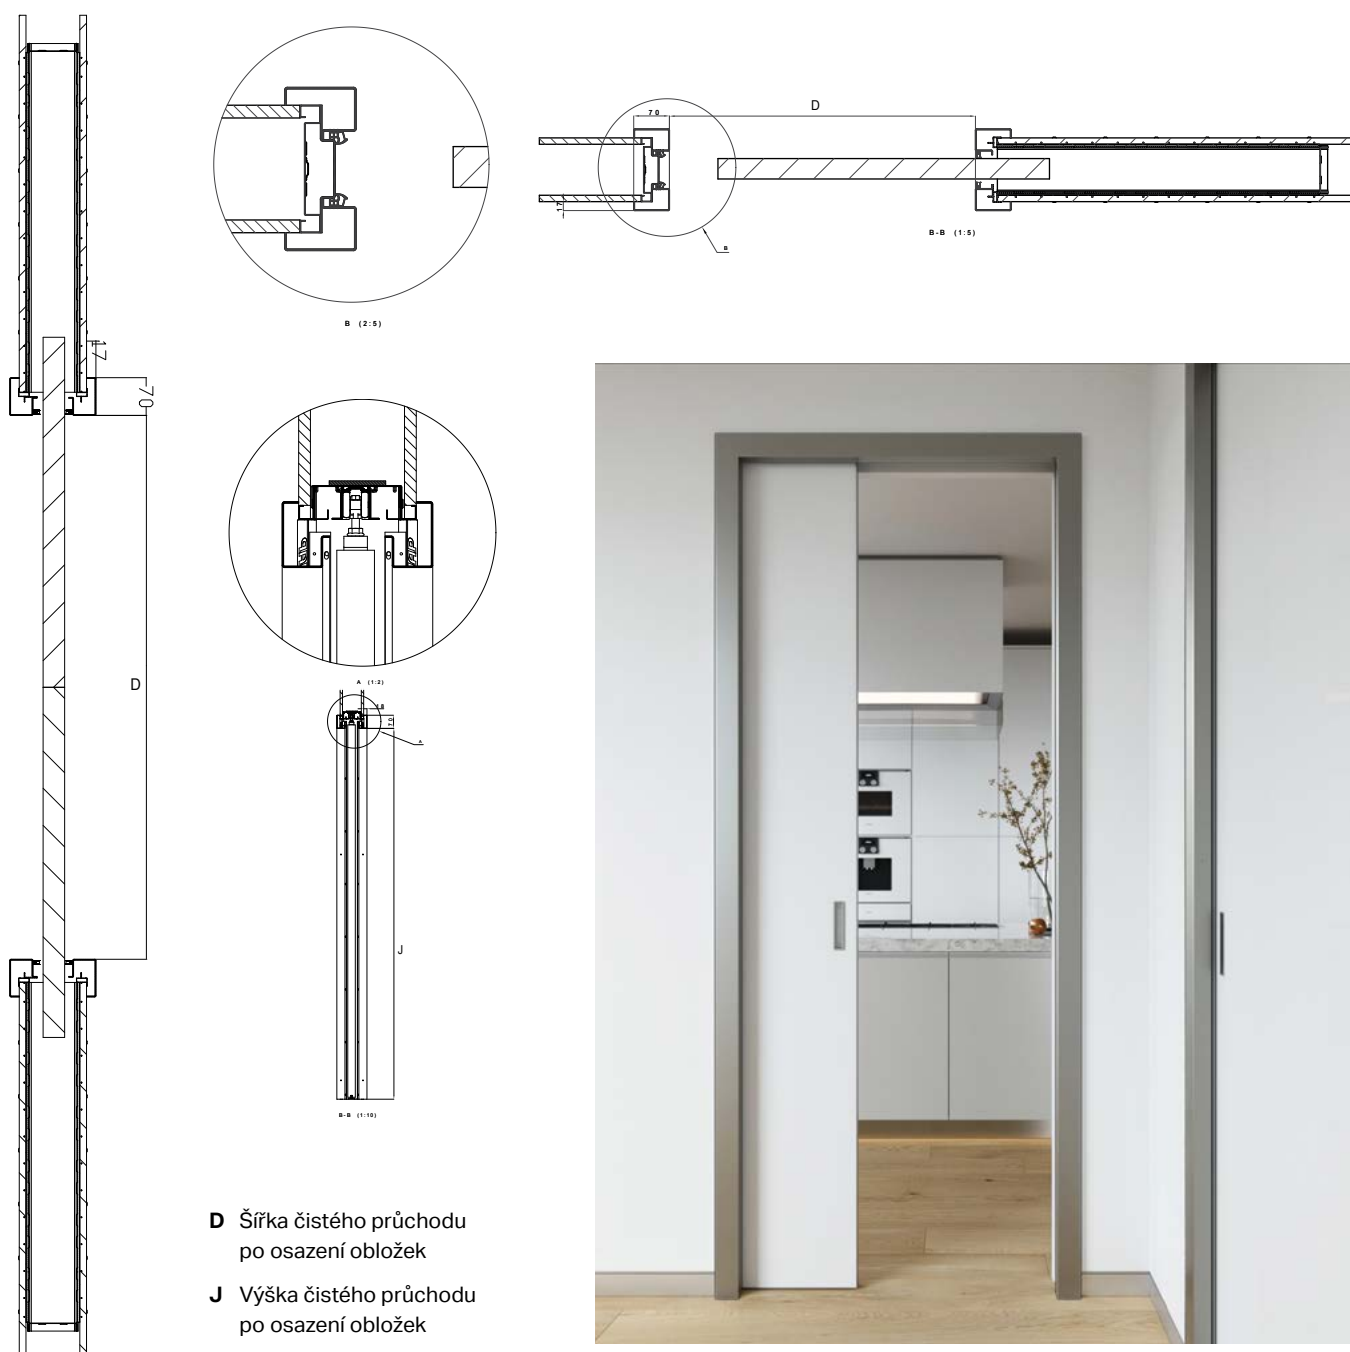 70
D
17
B
B-B (1:5)
B (2:5)
17
70
D
A (1:2)
18
70
A
J
B-B (1:10)
D Šířka čistého průchodu
po osazení obložek
J Výška čistého průchodu
po osazení obložek